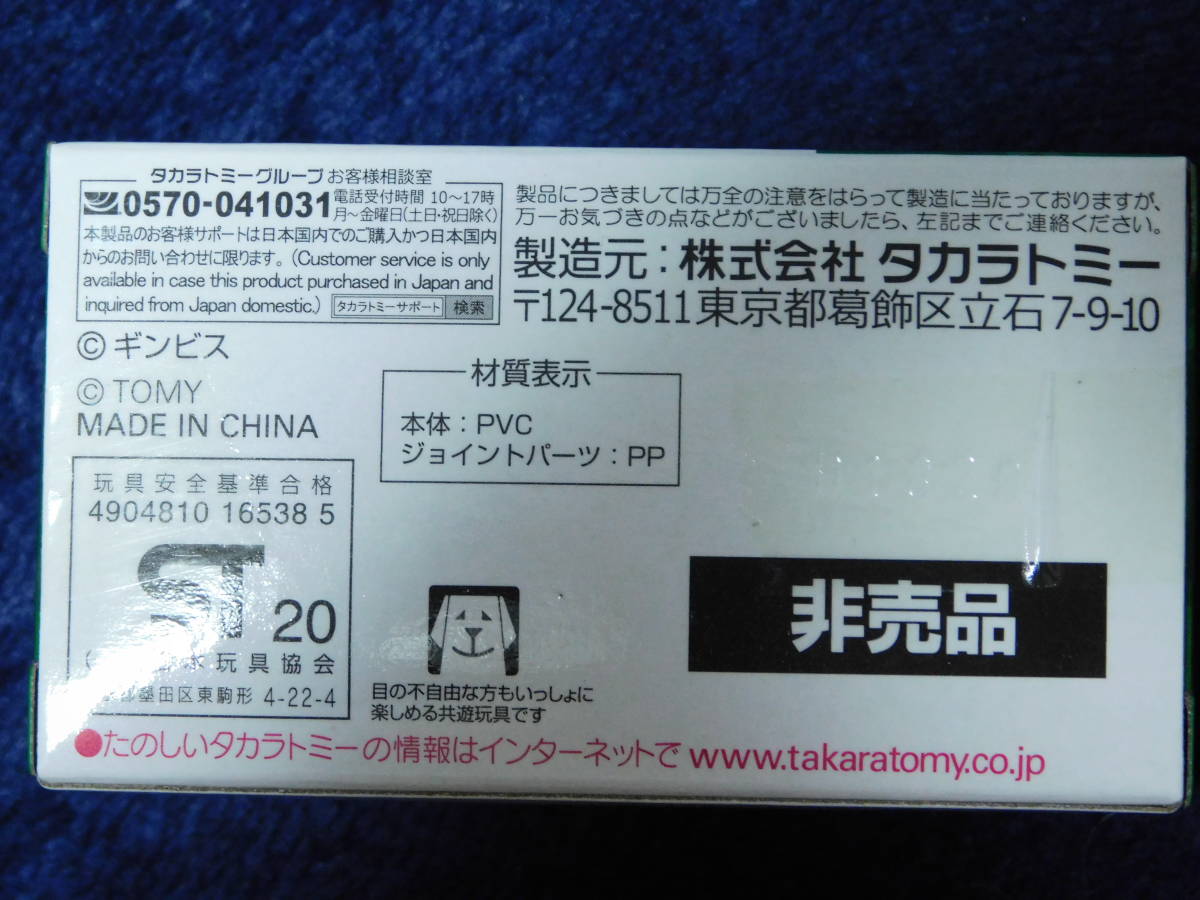 タカラトミーグループ お客様相談室
0570-041031
電話受付時間 10～17時
月～金曜日(土日・祝日除く)
本製品のお客様サポートは日本国内でのご購入かつ日本国内
からのお問い合わせに限ります。(Customer service is only
available in case this product purchased in Japan and
inquired from Japan domestic.) タカラトミーサポート 検索
製品につきましては万全の注意をはらって製造に当たっておりますが、
万一お気づきの点などがございましたら、左記までご連絡ください。
製造元：株式会社 タカラトミー
〒124-8511 東京都葛飾区立石7-9-10
© ギンビス
© TOMY
MADE IN CHINA
材質表示
本体：PVC
ジョイントパーツ：PP
玩具安全基準合格
4904810 16538 5
ST 20
本玩具協会
都墨田区東駒形 4-22-4
目の不自由な方もいっしょに
楽しめる共遊玩具です
非売品
●たのしいタカラトミーの情報はインターネットで www.takaratomy.co.jp